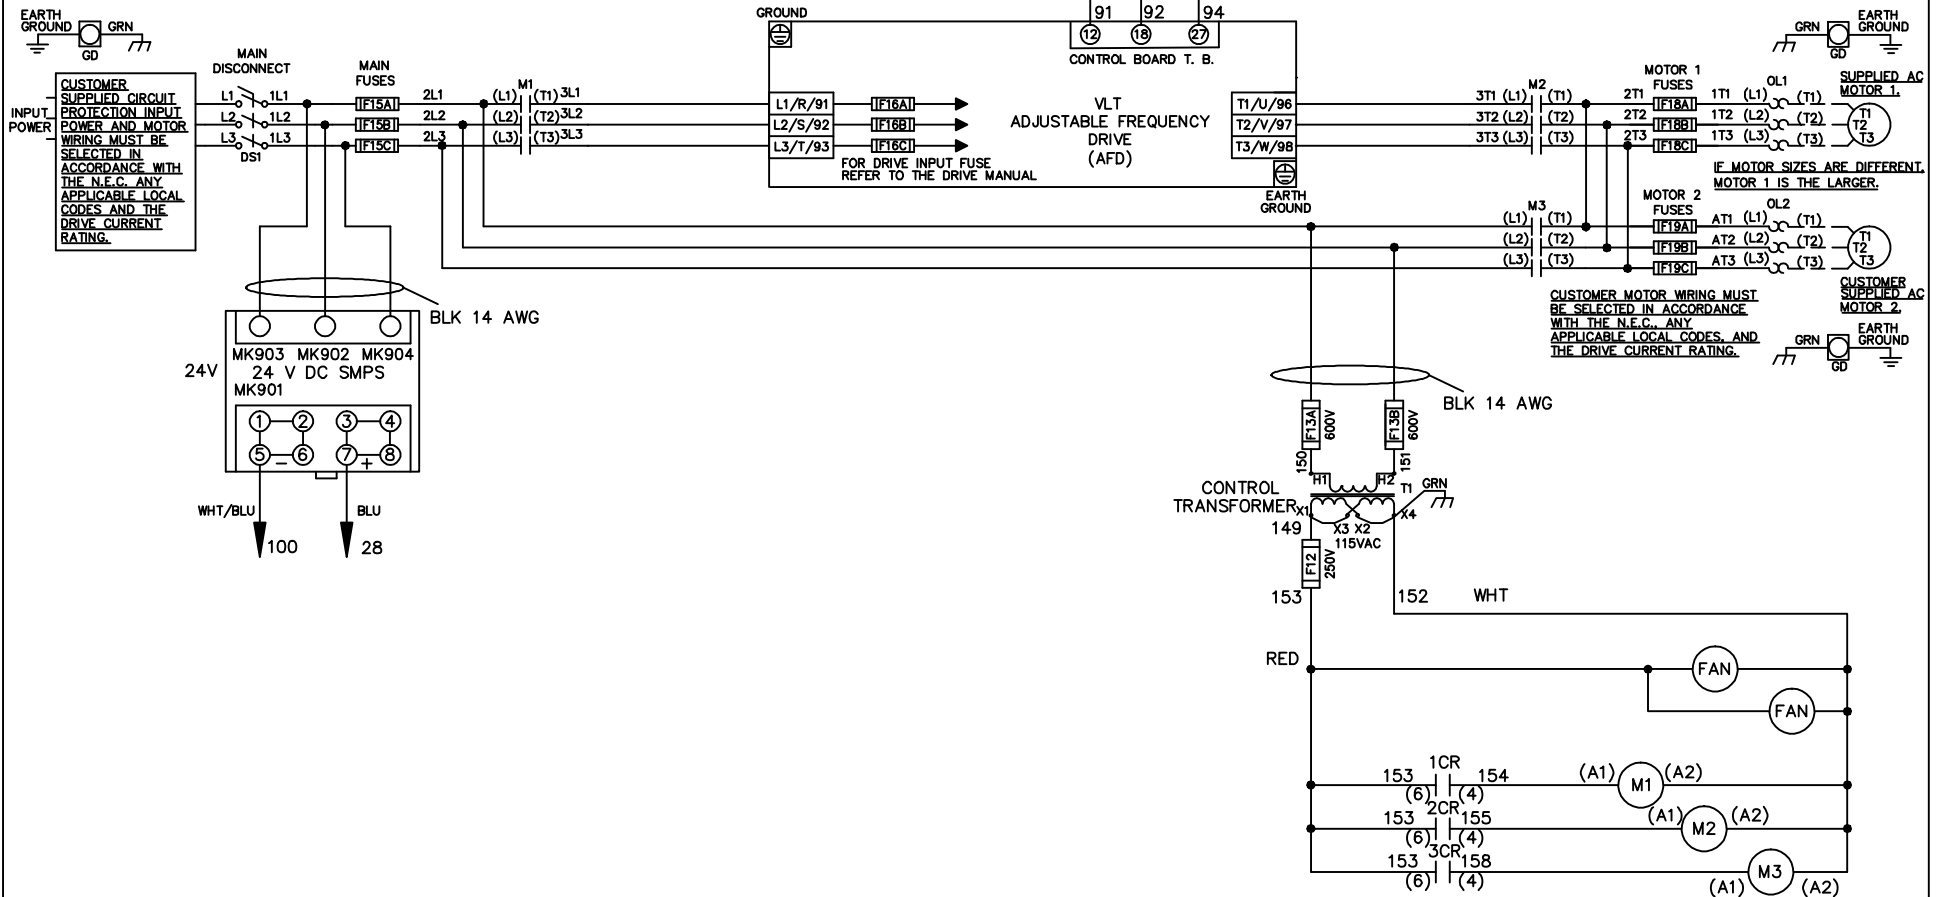 EARTH
GROUND
GRN
GD
CUSTOMER
SUPPLIED CIRCUIT
PROTECTION INPUT
POWER AND MOTOR
WIRING MUST BE
SELECTED IN
ACCORDANCE WITH
THE N.E.C. ANY
APPLICABLE LOCAL
CODES AND THE
DRIVE CURRENT
RATING.
INPUT
POWER
MAIN
DISCONNECT
L1 1L1
L2 1L2
L3 1L3
DS1
MAIN
FUSES
F15A
F15B
F15C
2L1
2L2
2L3
M1
(L1) (T1) 3L1
(L2) (T2) 3L2
(L3) (T3) 3L3
GROUND
91 92 94
12 18 27
CONTROL BOARD T. B.
L1/R/91 F16A
L2/S/92 F16B
L3/T/93 F16C
FOR DRIVE INPUT FUSE
REFER TO THE DRIVE MANUAL
VLT
ADJUSTABLE FREQUENCY
DRIVE
(AFD)
T1/U/96
T2/V/97
T3/W/98
EARTH
GROUND
M2
3T1 (L1) (T1)
3T2 (L2) (T2)
3T3 (L3) (T3)
MOTOR 1
FUSES
2T1 F18A 1T1 (L1)
2T2 F18B 1T2 (L2)
2T3 F18C 1T3 (L3)
OL1
(T1)
(T2)
(T3)
T1
T2
T3
GRN
GD
EARTH
GROUND
SUPPLIED AC
MOTOR 1.
IF MOTOR SIZES ARE DIFFERENT,
MOTOR 1 IS THE LARGER.
M3
(L1) (T1)
(L2) (T2)
(L3) (T3)
MOTOR 2
FUSES
F19A AT1 (L1)
F19B AT2 (L2)
F19C AT3 (L3)
OL2
(T1)
(T2)
(T3)
T1
T2
T3
CUSTOMER
SUPPLIED AC
MOTOR 2.
CUSTOMER MOTOR WIRING MUST
BE SELECTED IN ACCORDANCE
WITH THE N.E.C., ANY
APPLICABLE LOCAL CODES, AND
THE DRIVE CURRENT RATING.
GRN
GD
EARTH
GROUND
BLK 14 AWG
MK903 MK902 MK904
24V
24 V DC SMPS
MK901
1 2 3 4
5 6 7 8
- +
WHT/BLU
BLU
100
28
BLK 14 AWG
F13A
600V
F13B
600V
150
151
H1 H2
T1
GRN
CONTROL
TRANSFORMER
X1
X3 X2
X4
115VAC
149
F12
250V
153
152
WHT
RED
FAN
FAN
1CR
153 154
(6) (4)
(A1) M1 (A2)
2CR
153 155
(6) (4)
(A1) M2 (A2)
3CR
153 158
(6) (4)
(A1) M3 (A2)